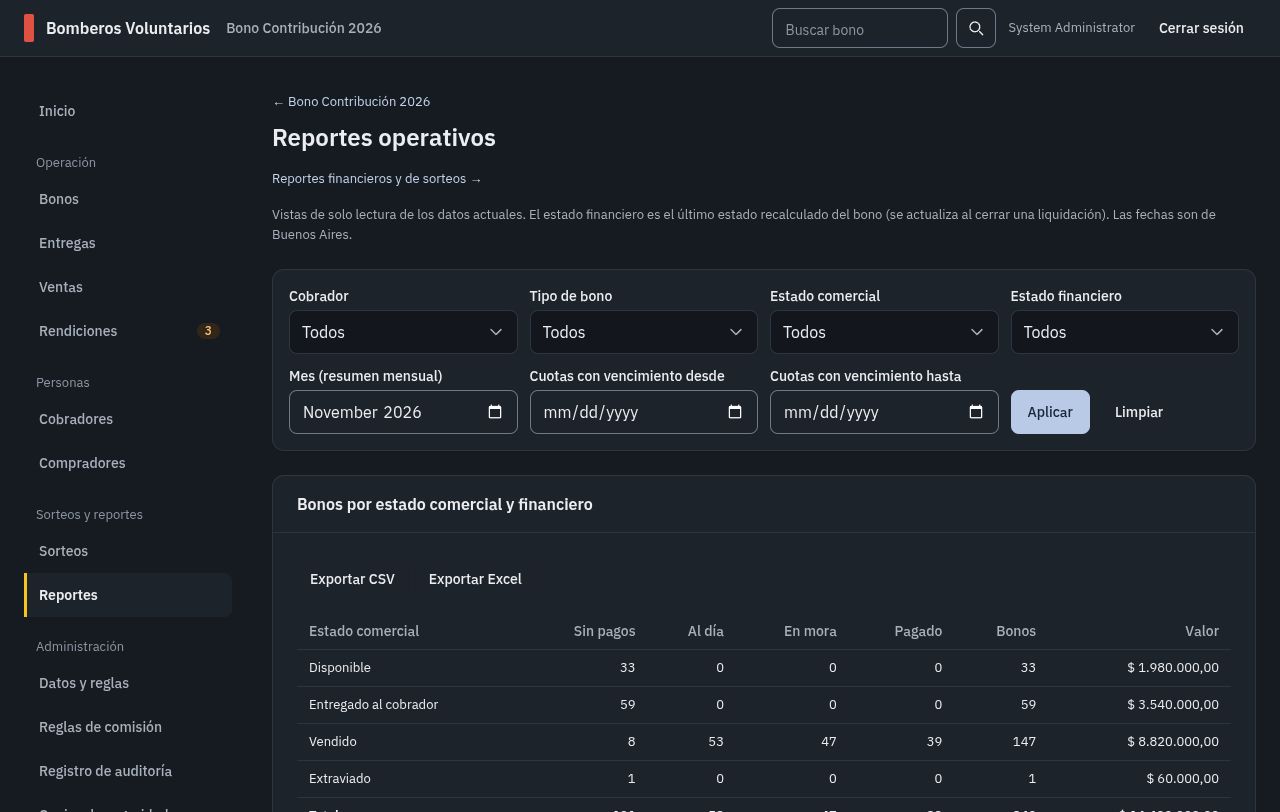 Bomberos Voluntarios Bono Contribución 2026 Buscar bono System Administrator Cerrar sesión
Inicio
Operación
Bonos
Entregas
Ventas
Rendiciones 3
Personas
Cobradores
Compradores
Sorteos y reportes
Sorteos
Reportes
Administración
Datos y reglas
Reglas de comisión
Registro de auditoría
← Bono Contribución 2026
Reportes operativos
Reportes financieros y de sorteos →
Vistas de solo lectura de los datos actuales. El estado financiero es el último estado recalculado del bono (se actualiza al cerrar una liquidación). Las fechas son de
Buenos Aires.
Cobrador Tipo de bono Estado comercial Estado financiero
Todos Todos Todos Todos
Mes (resumen mensual) Cuotas con vencimiento desde Cuotas con vencimiento hasta
November 2026 mm/dd/yyyy mm/dd/yyyy Aplicar Limpiar
Bonos por estado comercial y financiero
Exportar CSV Exportar Excel
Estado comercial Sin pagos Al día En mora Pagado Bonos Valor
Disponible 33 0 0 0 33 $ 1.980.000,00
Entregado al cobrador 59 0 0 0 59 $ 3.540.000,00
Vendido 8 53 47 39 147 $ 8.820.000,00
Extraviado 1 0 0 0 1 $ 60.000,00